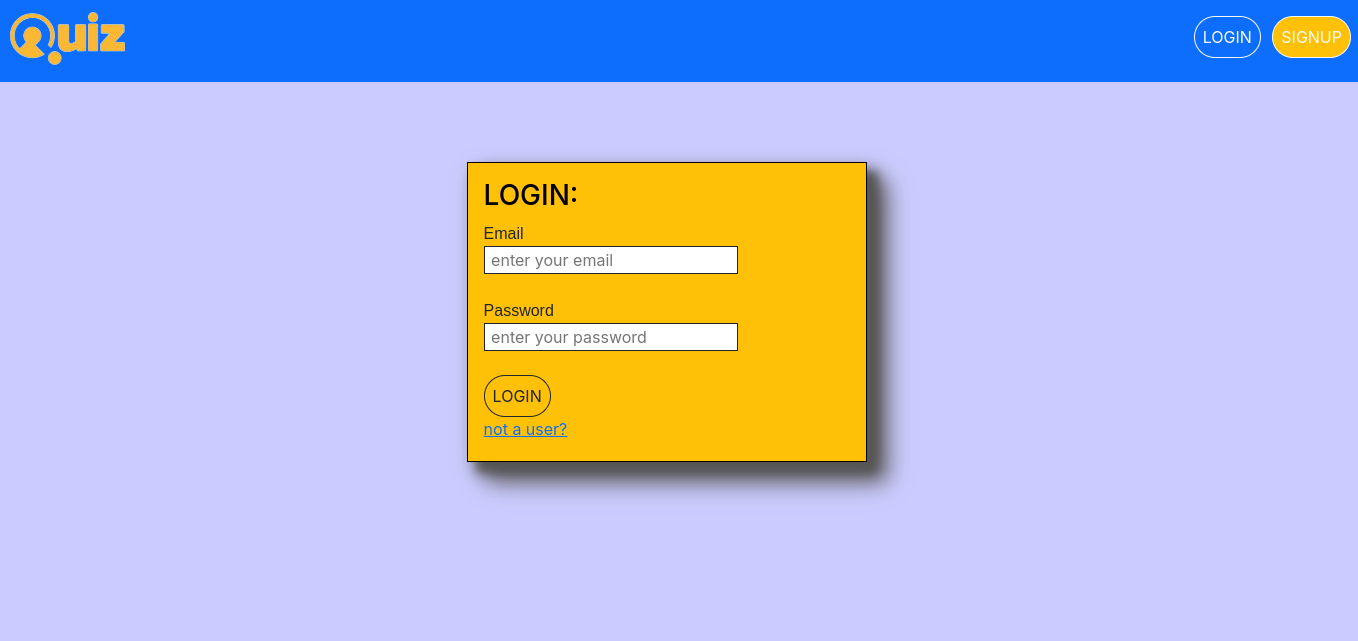 Quiz
LOGIN
SIGNUP
LOGIN:
Email
enter your email
Password
enter your password
LOGIN
not a user?